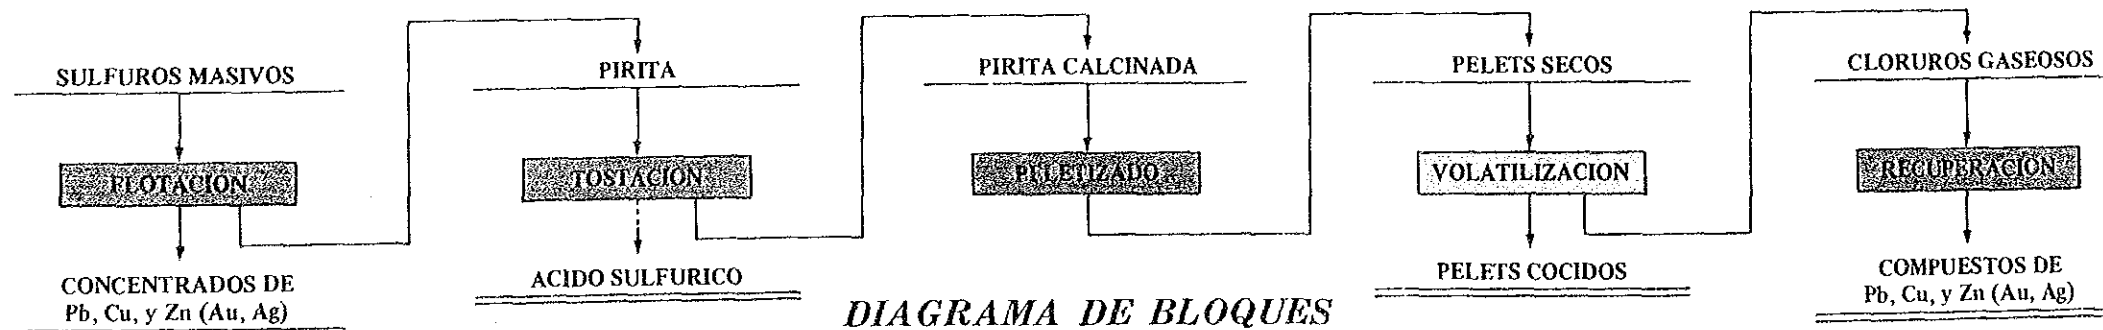 SULFUROS MASIVOS
FLOTACION
CONCENTRADOS DE
Pb, Cu, y Zn (Au, Ag)
PIRITA
TOSTACION
ACIDO SULFURICO
PIRITA CALCINADA
PELETIZADO
PELETS SECOS
VOLATILIZACION
PELETS COCIDOS
CLORUROS GASEOSOS
RECUPERACION
COMPUESTOS DE
Pb, Cu, y Zn (Au, Ag)
DIAGRAMA DE BLOQUES